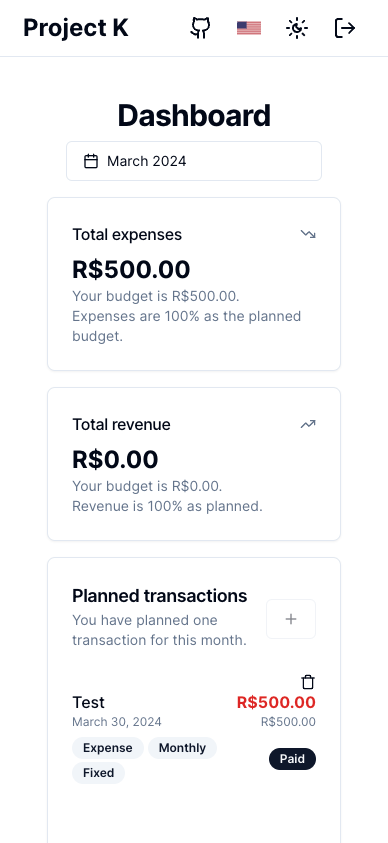 Project K
Dashboard
March 2024
Total expenses
R$500.00
Your budget is R$500.00.
Expenses are 100% as the planned
budget.
Total revenue
R$0.00
Your budget is R$0.00.
Revenue is 100% as planned.
Planned transactions
You have planned one
transaction for this month.
Test
R$500.00
March 30, 2024
R$500.00
Expense
Monthly
Fixed
Paid